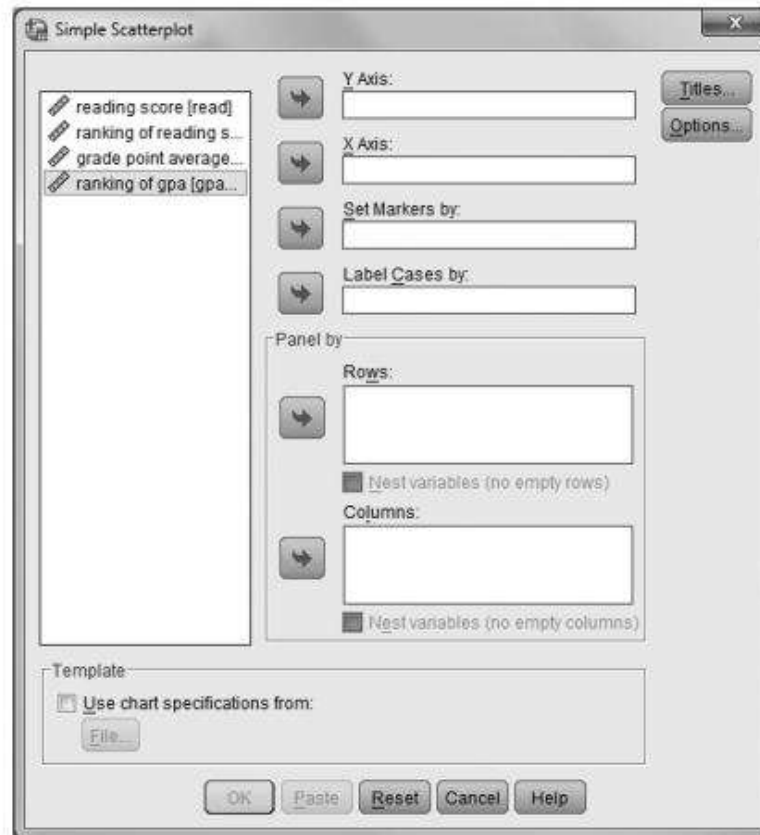 Simple Scatterplot
reading score [read]
ranking of reading s...
grade point average...
ranking of gpa [gpa...
Y Axis:
X Axis:
Set Markers by:
Label Cases by:
Titles...
Options...
Panel by
Rows:
Nest variables (no empty rows)
Columns:
Nest variables (no empty columns)
Template
Use chart specifications from:
File...
OK
Paste
Reset
Cancel
Help